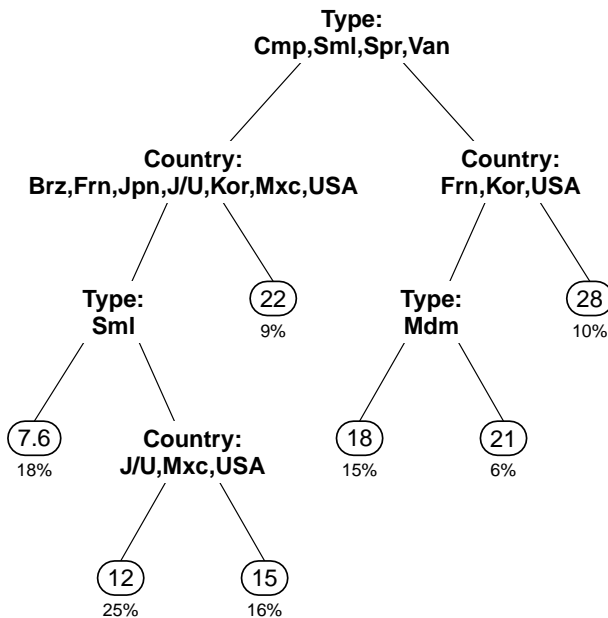 Type:
Cmp,Sml,Spr,Van
Country:
Brz,Frn,Jpn,J/U,Kor,Mxc,USA
Country:
Frn,Kor,USA
Type:
Sml
22
9%
Type:
Mdm
28
10%
7.6
18%
Country:
J/U,Mxc,USA
18
15%
21
6%
12
25%
15
16%